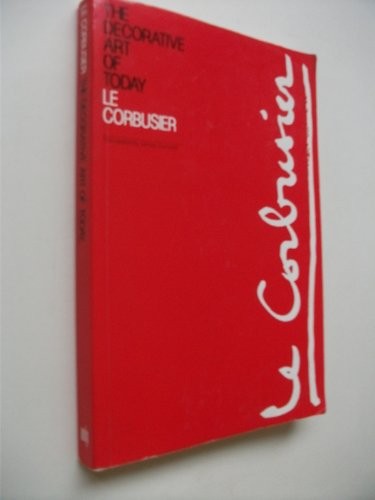 THE
DECORATIVE
ART
OF
TODAY
LE
CORBUSIER
Le Corbusier
LE CORBUSIER THE DECORATIVE ART OF TODAY